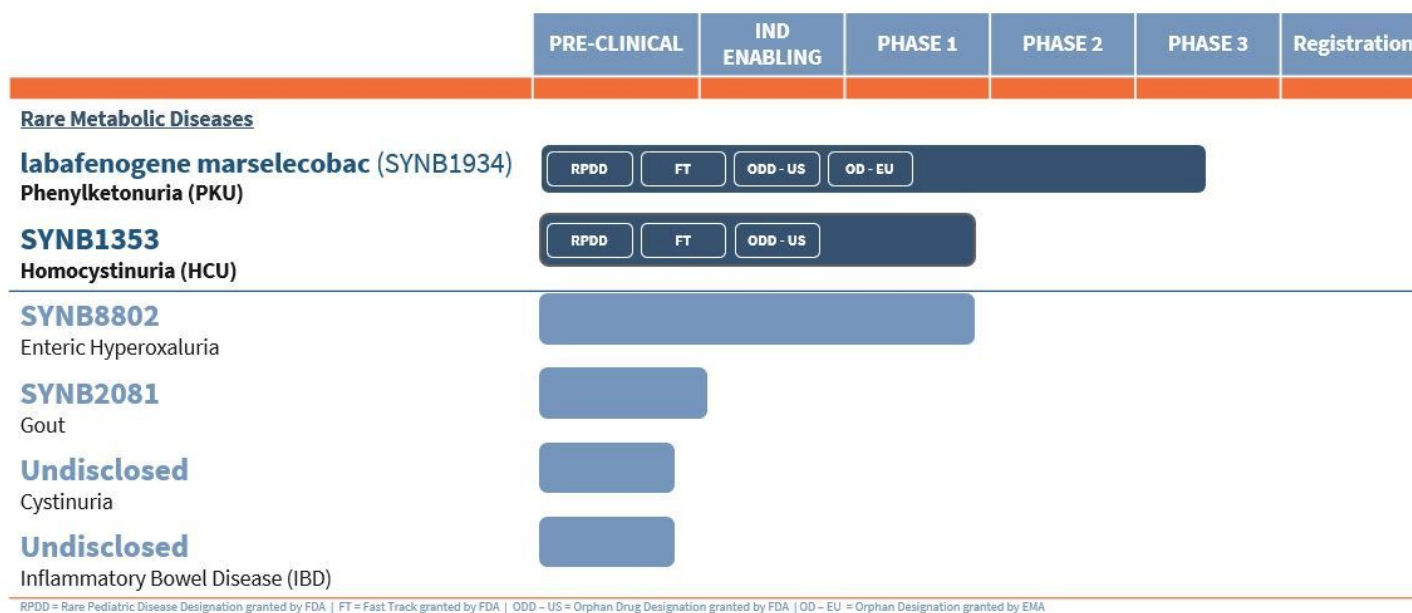 PRE-CLINICAL
IND
ENABLING
PHASE 1
PHASE 2
PHASE 3
Registration
Rare Metabolic Diseases
labafenogene marselecobac (SYNB1934)
Phenylketonuria (PKU)
RPDD FT ODD - US OD - EU
SYNB1353
Homocystinuria (HCU)
RPDD FT ODD - US
SYNB8802
Enteric Hyperoxaluria
SYNB2081
Gout
Undisclosed
Cystinuria
Undisclosed
Inflammatory Bowel Disease (IBD)
RPDD = Rare Pediatric Disease Designation granted by FDA | FT = Fast Track granted by FDA | ODD – US = Orphan Drug Designation granted by FDA | OD – EU = Orphan Designation granted by EMA